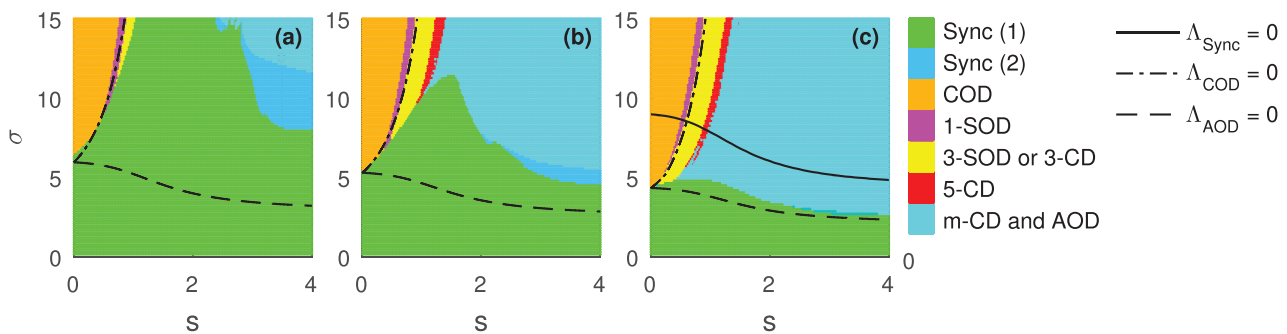 15
10
5
0
σ
(a)
0
2
4
s
15
10
5
0
(b)
0
2
4
s
15
10
5
0
(c)
0
2
4
s
Sync (1)
Sync (2)
COD
1-SOD
3-SOD or 3-CD
5-CD
m-CD and AOD
0
Λ_Sync = 0
Λ_COD = 0
Λ_AOD = 0